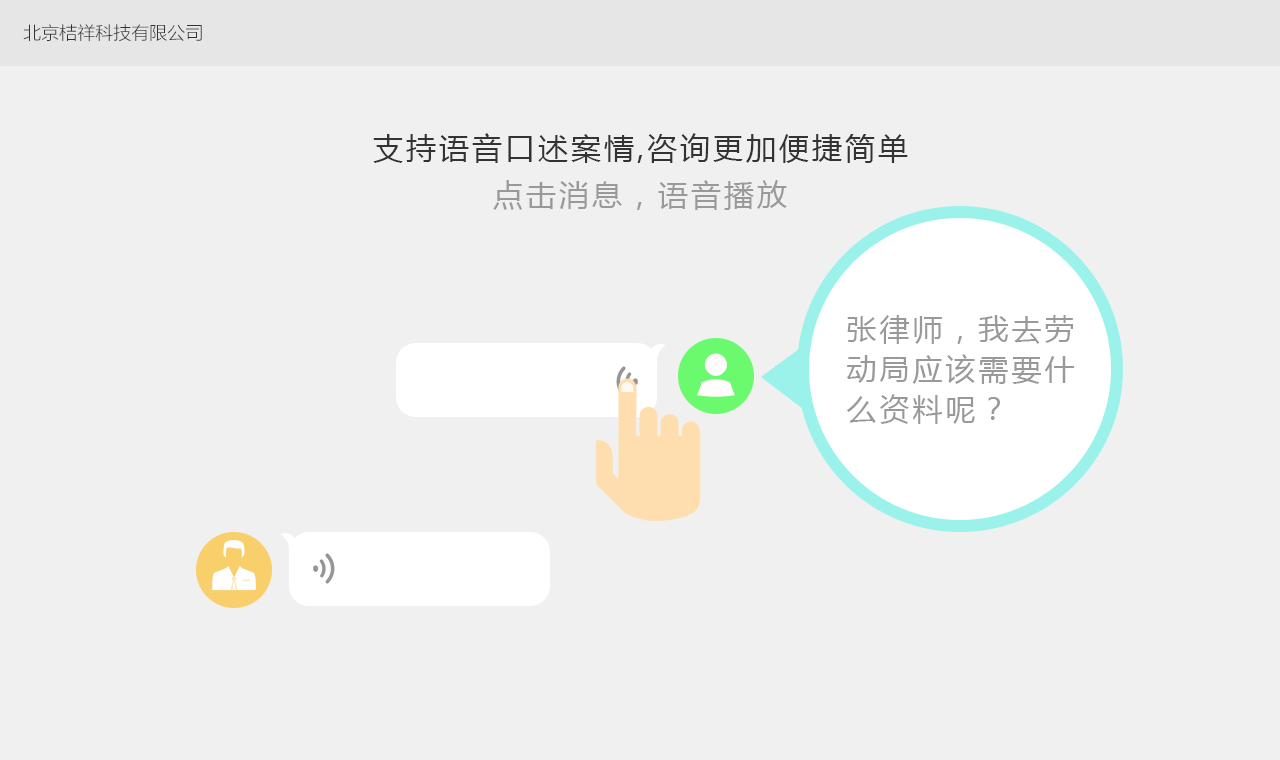 北京桔祥科技有限公司
支持语音口述案情,咨询更加便捷简单
点击消息，语音播放
张律师，我去劳
动局应该需要什
么资料呢？